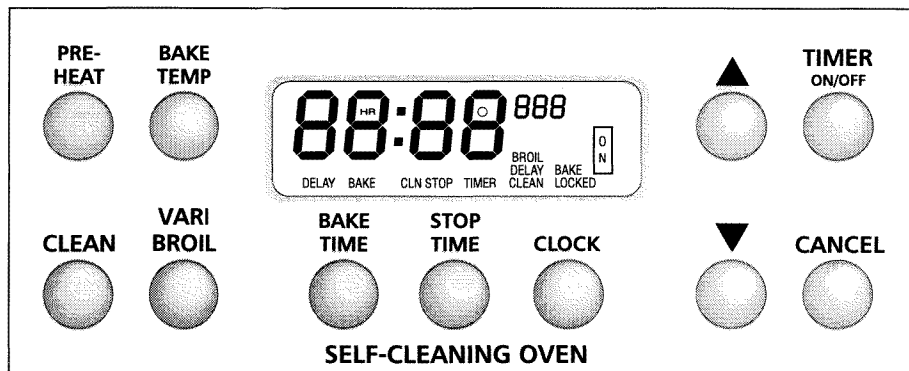 PRE-
HEAT
BAKE
TEMP
88:88
HR
888
O
N
BROIL
DELAY BAKE
CLEAN LOCKED
DELAY BAKE CLN STOP TIMER
TIMER
ON/OFF
CLEAN
VARI
BROIL
BAKE
TIME
STOP
TIME
CLOCK
CANCEL
SELF-CLEANING OVEN